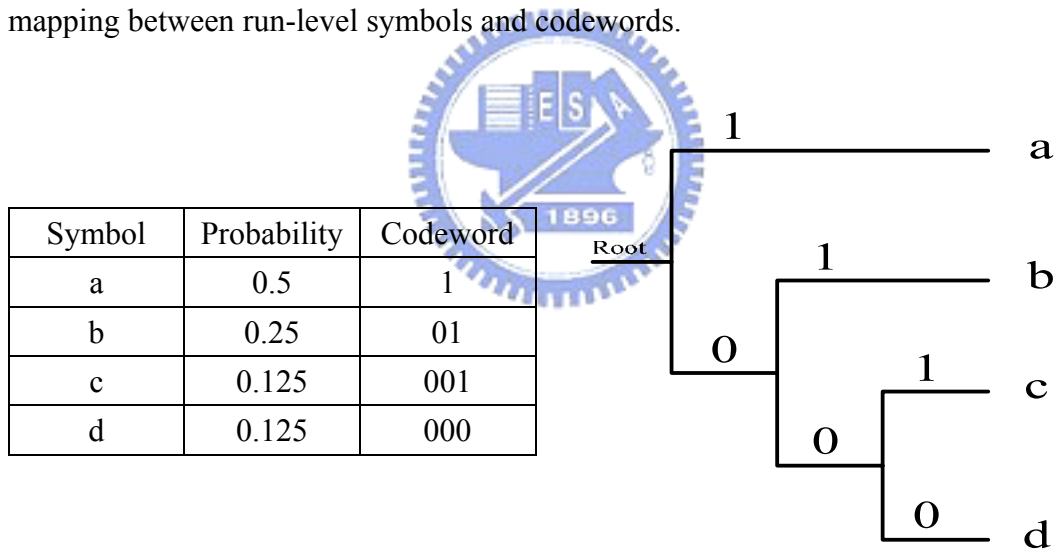 mapping between run-level symbols and codewords.
E S A
1896
Symbol Probability Codeword
a 0.5 1
b 0.25 01
c 0.125 001
d 0.125 000
Root
1 a
1 b
0
1 c
0
0 d